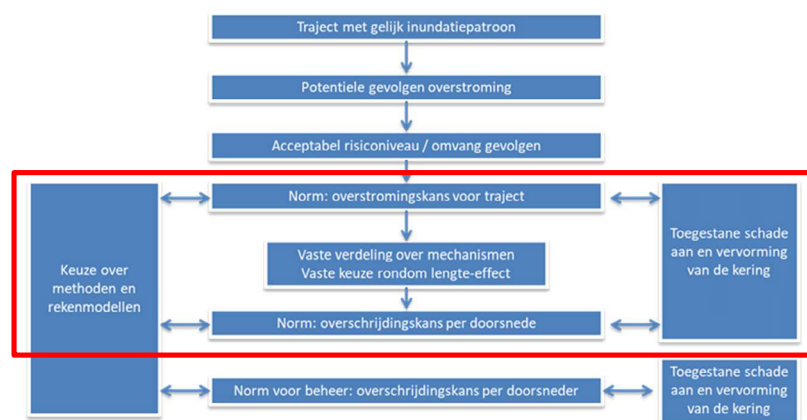 Traject met gelijk inundatiepatroon
Potentiele gevolgen overstroming
Acceptabel risiconiveau / omvang gevolgen
Norm: overstromingskans voor traject
Vaste verdeling over mechanismen
Vaste keuze rondom lengte-effect
Norm: overschrijdingskans per doorsnede
Keuze over
methoden en
rekenmodellen
Toegestane schade
aan en vervorming
van de kering
Norm voor beheer: overschrijdingskans per doorsneder
Toegestane schade
aan en vervorming
van de kering